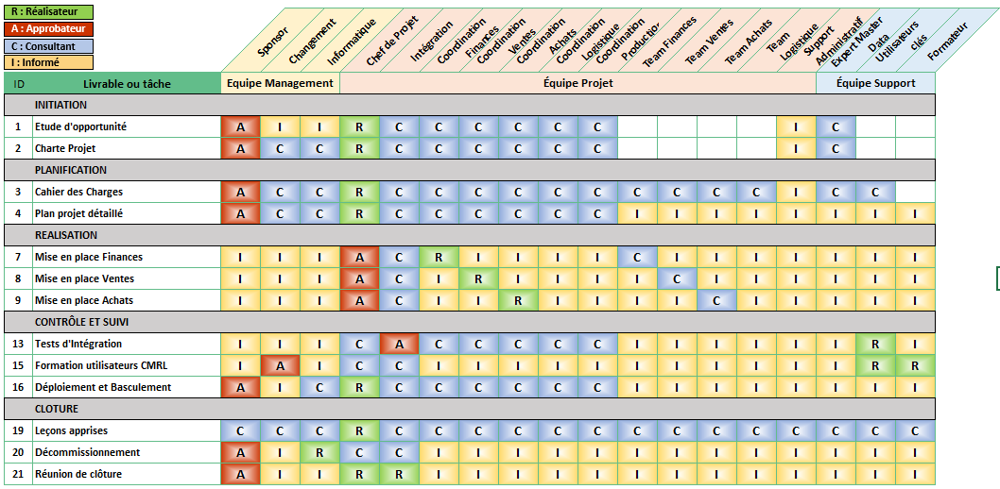 R : Réalisateur
A : Approbateur
C : Consultant
I : Informé
Sponsor
Changement
Informatique
Chef de Projet
Intégration
Coordination
Finances
Coordination
Ventes
Coordination
Achats
Coordination
Logistique
Coordination
Production
Team Finances
Team Ventes
Team Achats
Team
Logistique
Support
Administratif
Expert Master
Data
Utilisateurs
clés
Formateur
ID Livrable ou tâche Equipe Management Équipe Projet Équipe Support
INITIATION
1 Etude d'opportunité A I I R C C C C C C I C
2 Charte Projet A C C R C C C C C C I C
PLANIFICATION
3 Cahier des Charges A C C R C C C C C C C C C C I C C
4 Plan projet détaillé A C C R C C C C C C I I I I I I I I
REALISATION
7 Mise en place Finances I I I A C R I I I I C I I I I I I I
8 Mise en place Ventes I I I A C I R I I I I C I I I I I I
9 Mise en place Achats I I I A C I I R I I I I C I I I I I
CONTRÔLE ET SUIVI
13 Tests d'Intégration I I I C A C C C C C I I I I I I R I
15 Formation utilisateurs CMRL I A I C C I I I I I I I I I I I R R
16 Déploiement et Basculement A I C R C C C C C C I I I I I I I I
CLOTURE
19 Leçons apprises C C C R C C C C C C C C C C C C C C
20 Décommissionnement A I R C C I I I I I I I I I I I I I
21 Réunion de clôture A I I R R I I I I I I I I I I I I I